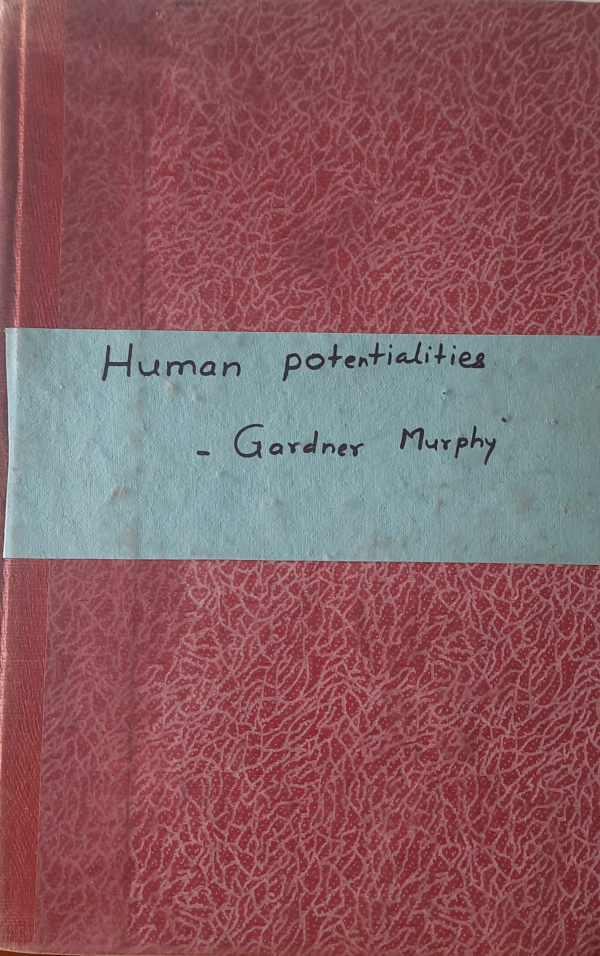 Human potentialities
- Gardner Murphy